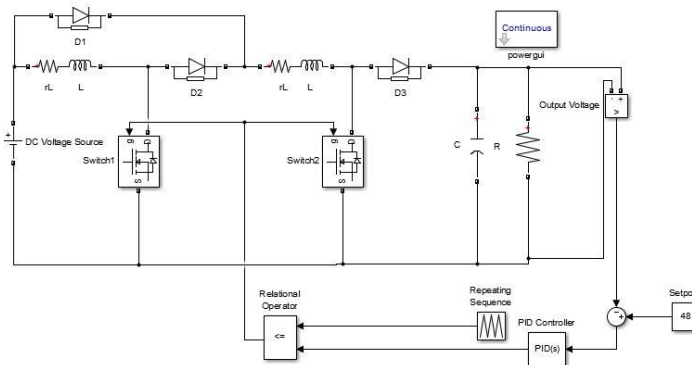 D1
Continuous
powergui
rL
L
D2
rL
L
D3
Output Voltage
- +
v
+
DC Voltage Source
Switch1
g
D
S
Switch2
g
D
S
+
C
+
R
Relational
Operator
<=
Repeating
Sequence
PID Controller
PID(s)
- +
48